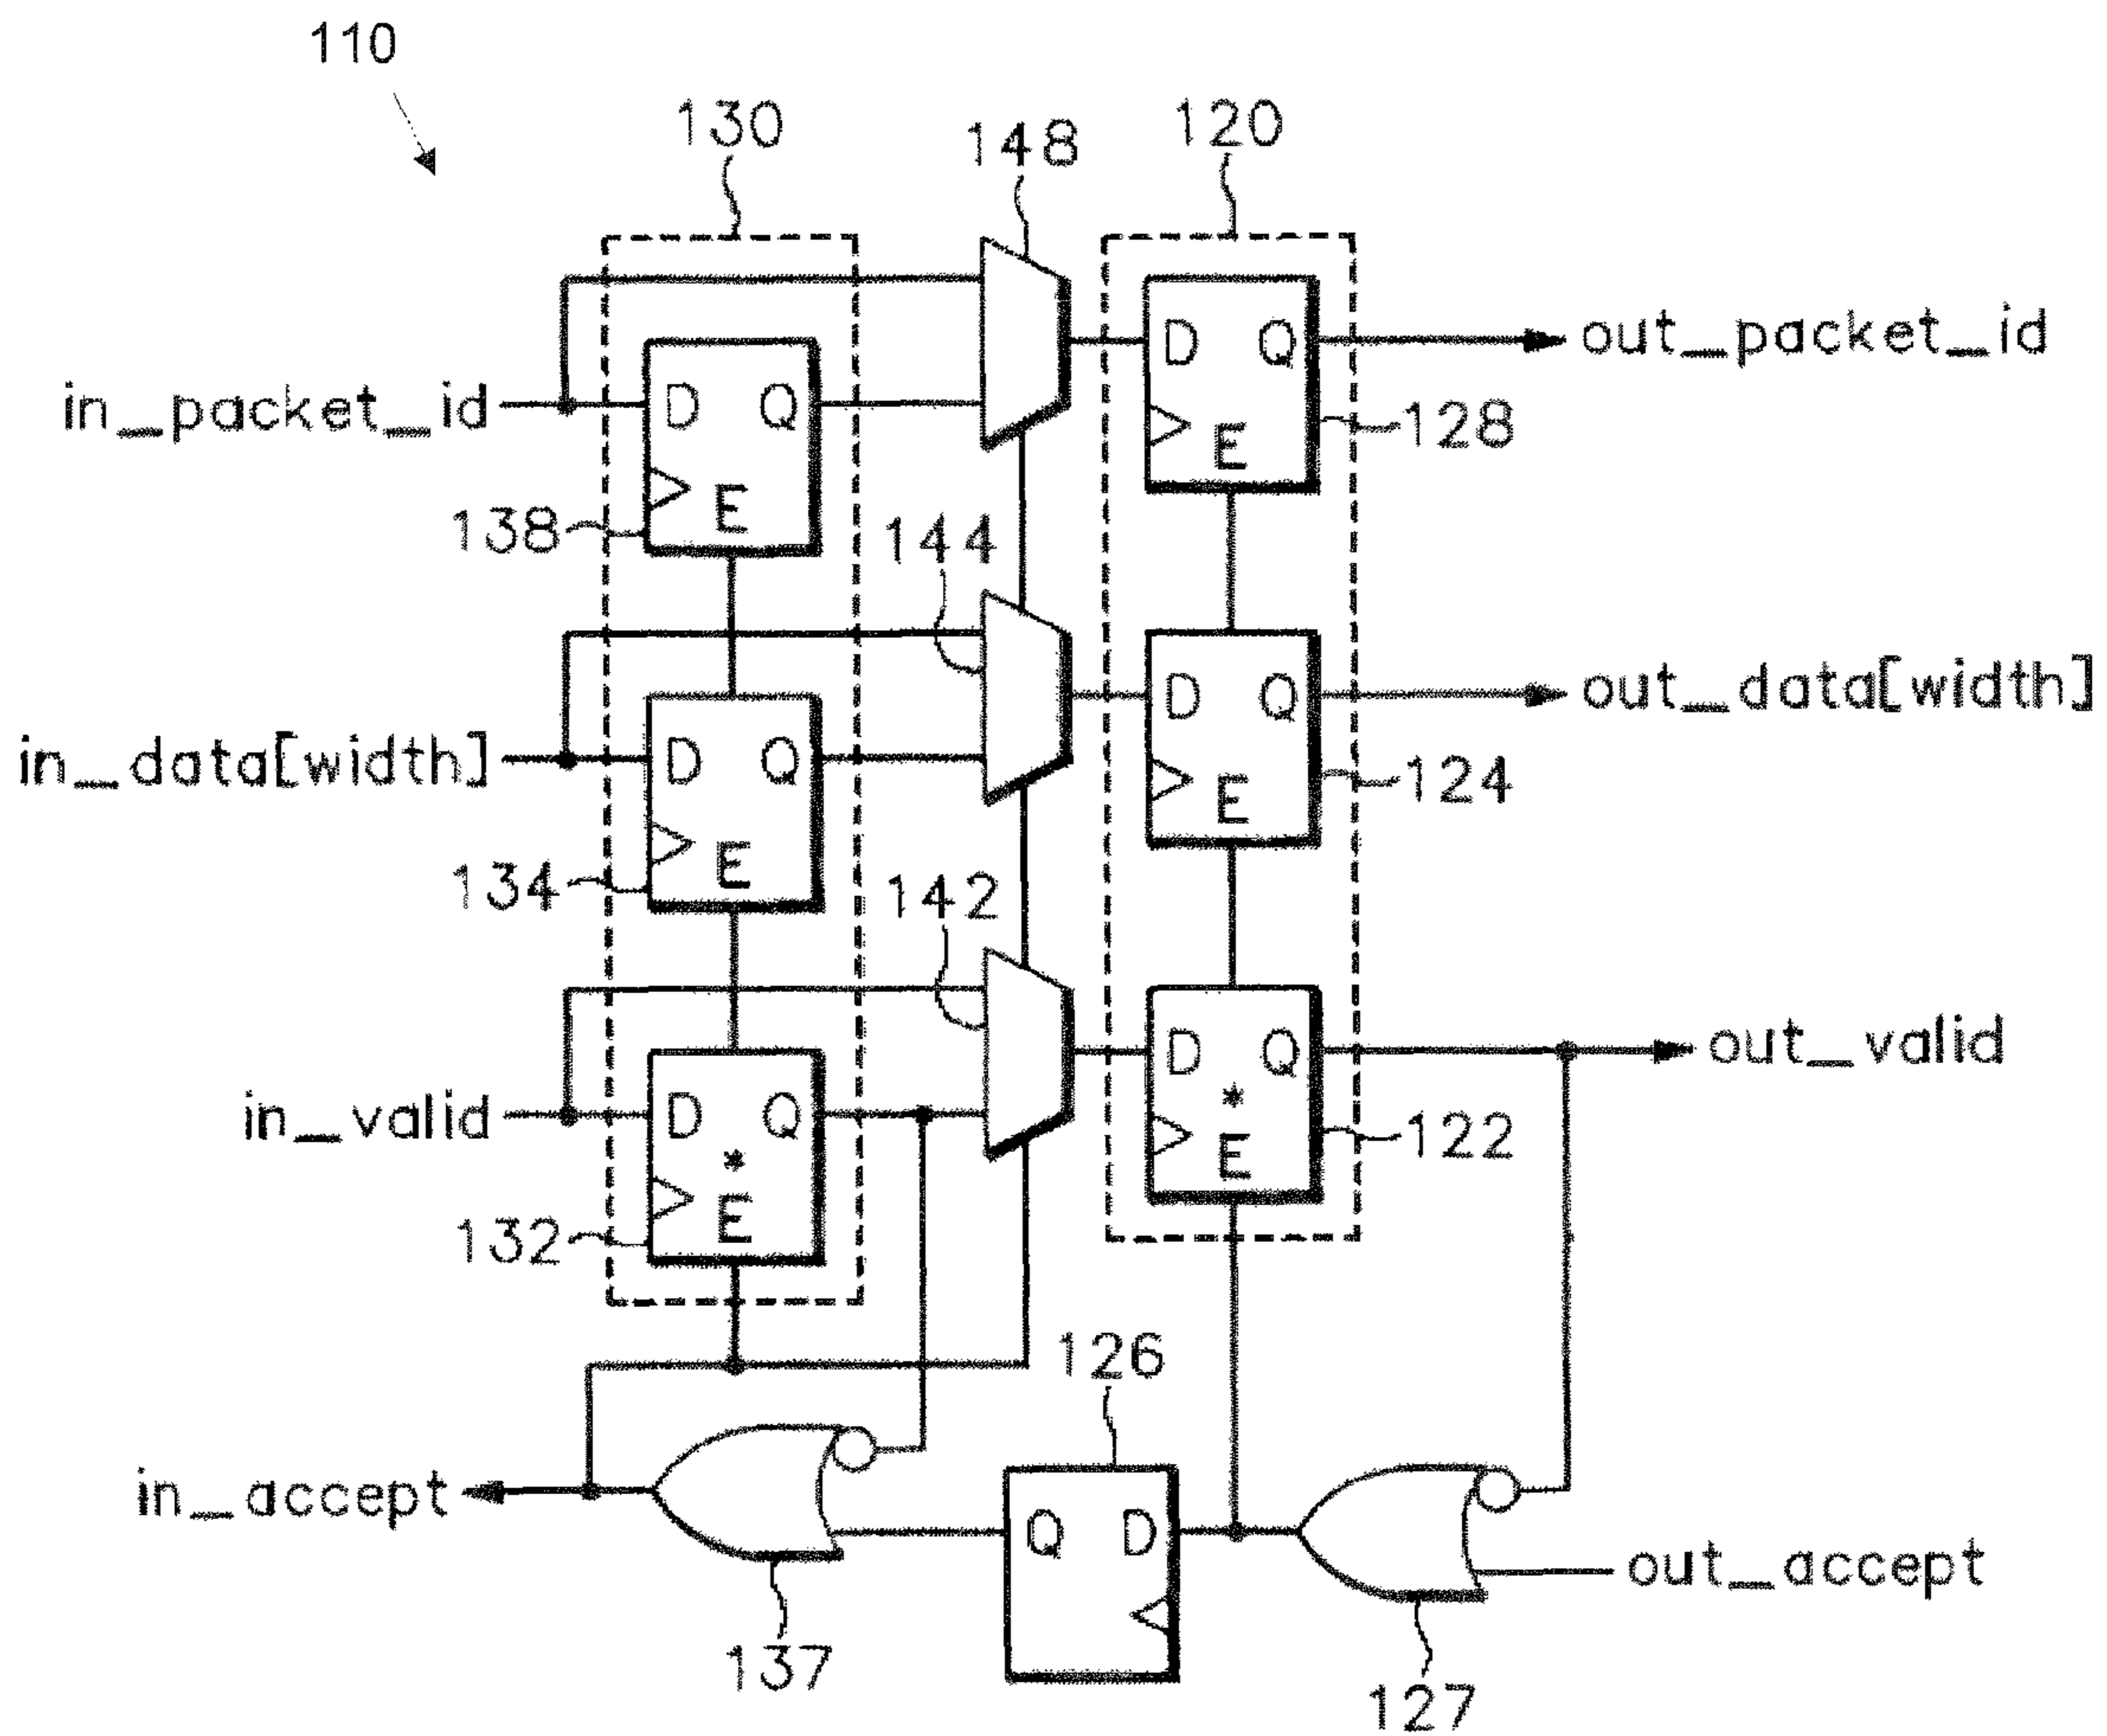 110
130
148
120
in_packet_id
D Q
E
138
D Q
E
128
out_packet_id
144
in_data[width]
D Q
E
134
D Q
E
124
out_data[width]
142
in_valid
D Q
*
E
132
D Q
*
E
122
out_valid
126
in_accept
Q D
out_accept
137
127